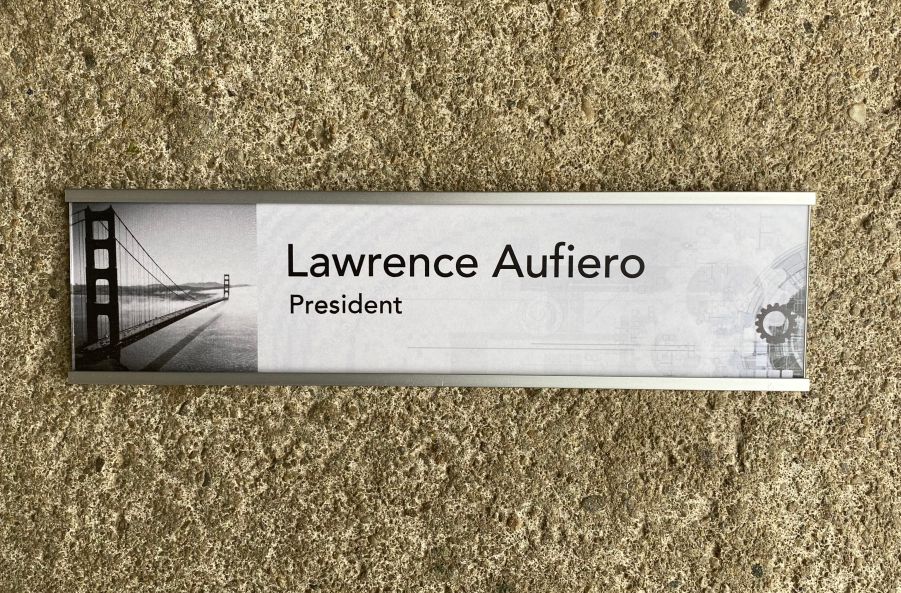 Lawrence Aufiero
President